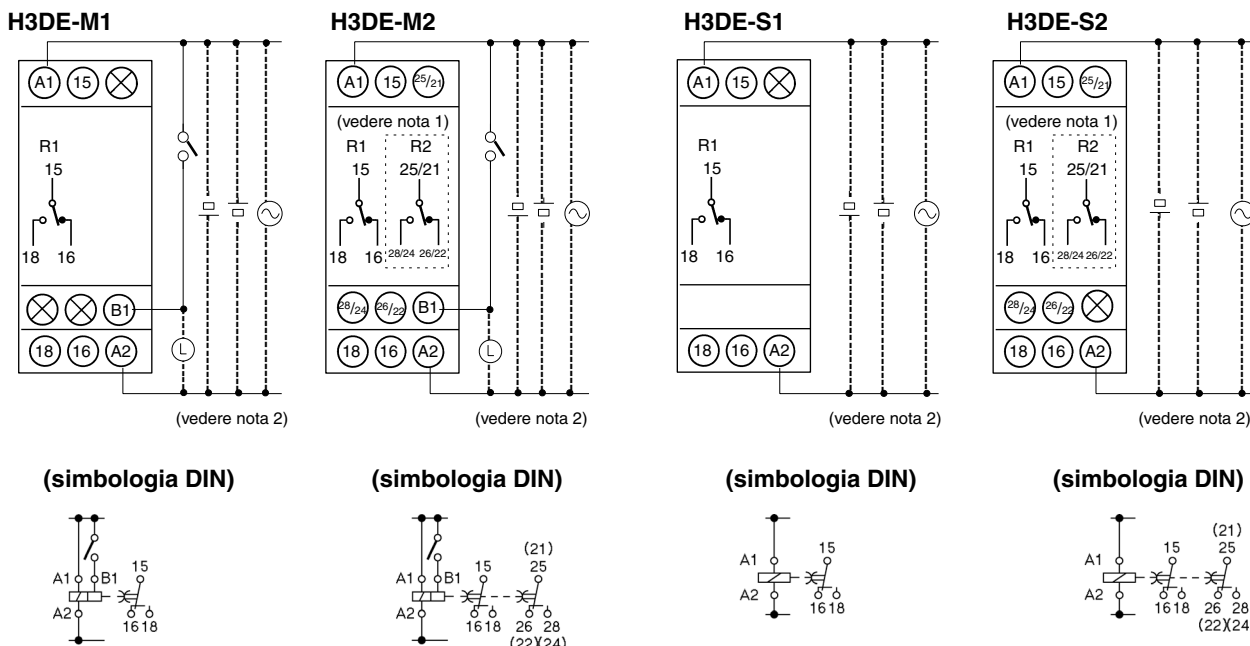 H3DE-M1
A1 15
R1
15
18 16
B1
18 16 A2
L
(vedere nota 2)
(simbologia DIN)
15
A1 B1
A2
16 18
H3DE-M2
A1 15 25/21
(vedere nota 1)
R1 R2
15 25/21
18 16 28/24 26/22
28/24 26/22 B1
18 16 A2
L
(vedere nota 2)
(simbologia DIN)
(21)
15 25
A1 B1
A2
16 18 26 28
(22)(24)
H3DE-S1
A1 15
R1
15
18 16
18 16 A2
(vedere nota 2)
(simbologia DIN)
15
A1
A2
16 18
H3DE-S2
A1 15 25/21
(vedere nota 1)
R1 R2
15 25/21
18 16 28/24 26/22
28/24 26/22
18 16 A2
(vedere nota 2)
(simbologia DIN)
(21)
15 25
A1
A2
16 18 26 28
(22)(24